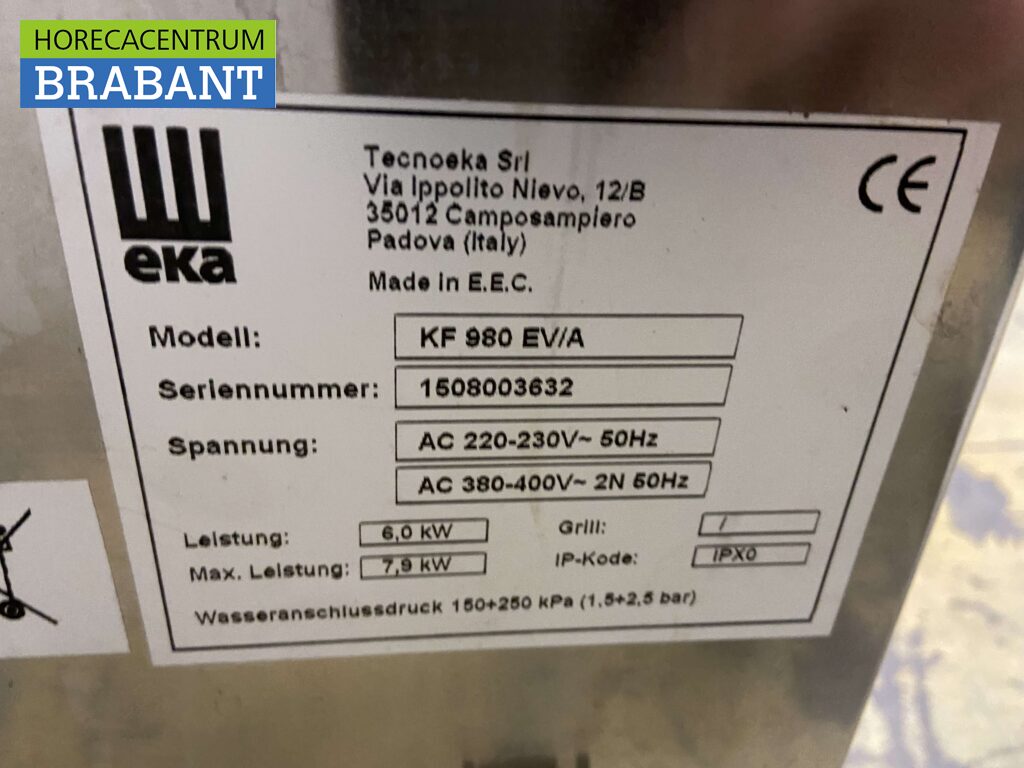 HORECACENTRUM
BRABANT
eka
Tecnoeka Srl
Via Ippolito Nievo, 12/B
35012 Camposampiero
Padova (Italy)
Made in E.E.C.
CE
Modell: KF 980 EV/A
Seriennummer: 1508003632
Spannung: AC 220-230V~ 50Hz
AC 380-400V~ 2N 50Hz
Leistung: 6,0 kW Grill: /
Max. Leistung: 7,9 kW IP-Kode: IPX0
Wasseranschlussdruck 150÷250 kPa (1,5÷2,5 bar)